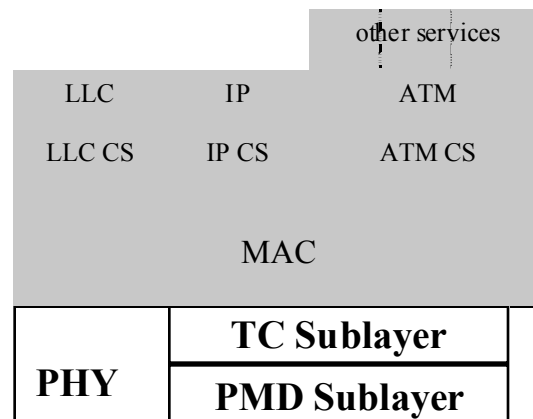 other services
LLC IP ATM
LLC CS IP CS ATM CS
MAC
TC Sublayer
PHY
PMD Sublayer